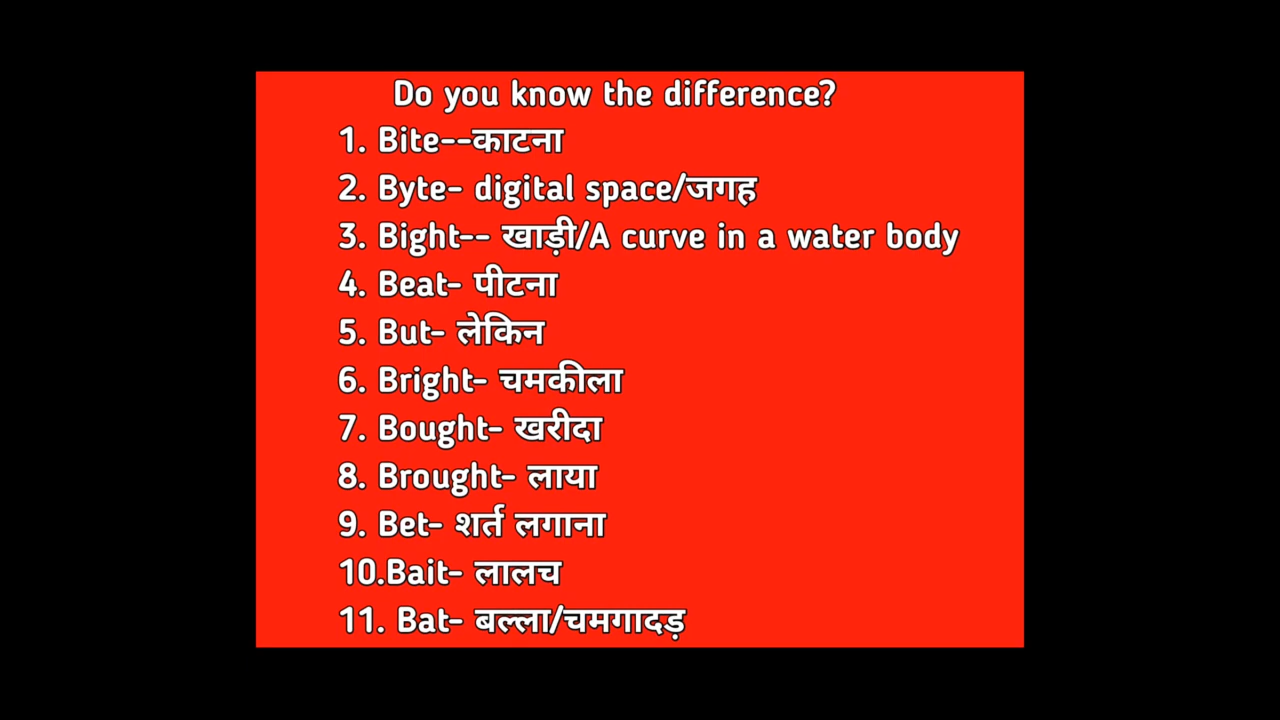 Do you know the difference?
1. Bite--काटना
2. Byte- digital space/जगह
3. Bight-- खाड़ी/A curve in a water body
4. Beat- पीटना
5. But- लेकिन
6. Bright- चमकीला
7. Bought- खरीदा
8. Brought- लाया
9. Bet- शर्त लगाना
10.Bait- लालच
11. Bat- बल्ला/चमगादड़